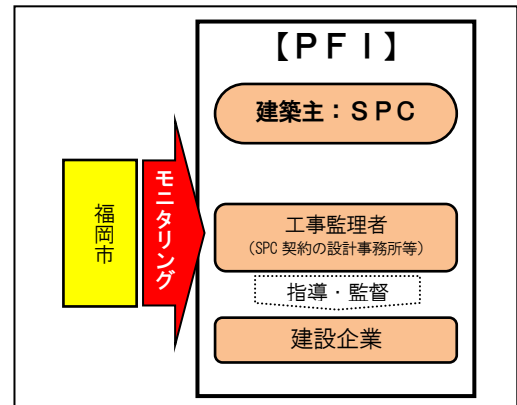 【ＰＦＩ】
建築主：ＳＰＣ
福岡市
モニタリング
工事監理者
（SPC 契約の設計事務所等）
指導・監督
建設企業